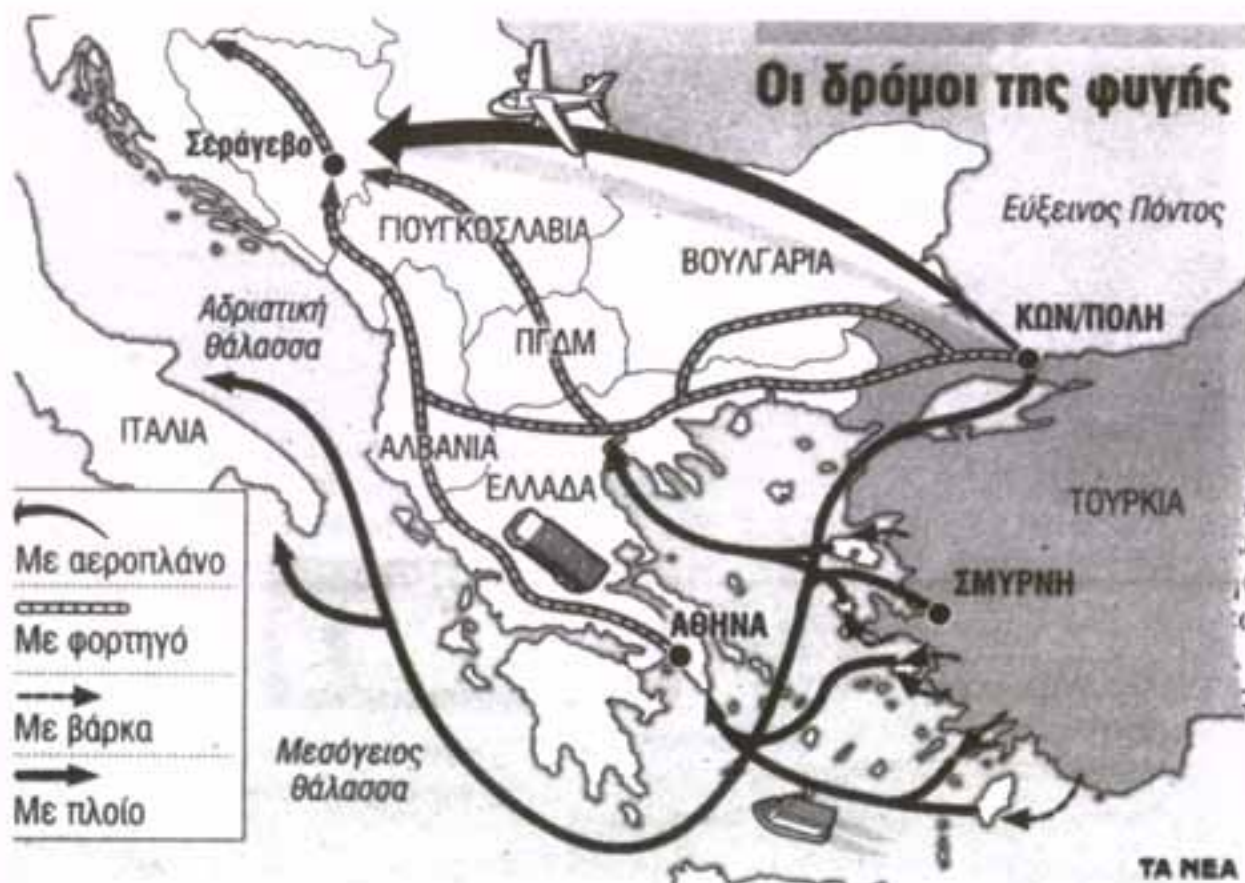 Οι δρόμοι της φυγής
Σεράγεβο
Εύξεινος Πόντος
ΓΙΟΥΓΚΟΣΛΑΒΙΑ
ΒΟΥΛΓΑΡΙΑ
Αδριατική
θάλασσα
ΠΓΔΜ
ΚΩΝ/ΠΟΛΗ
ΙΤΑΛΙΑ
ΑΛΒΑΝΙΑ
ΕΛΛΑΔΑ
ΤΟΥΡΚΙΑ
ΣΜΥΡΝΗ
ΑΘΗΝΑ
Με αεροπλάνο
Με φορτηγό
Με βάρκα
Με πλοίο
Μεσόγειος
θάλασσα
ΤΑ ΝΕΑ